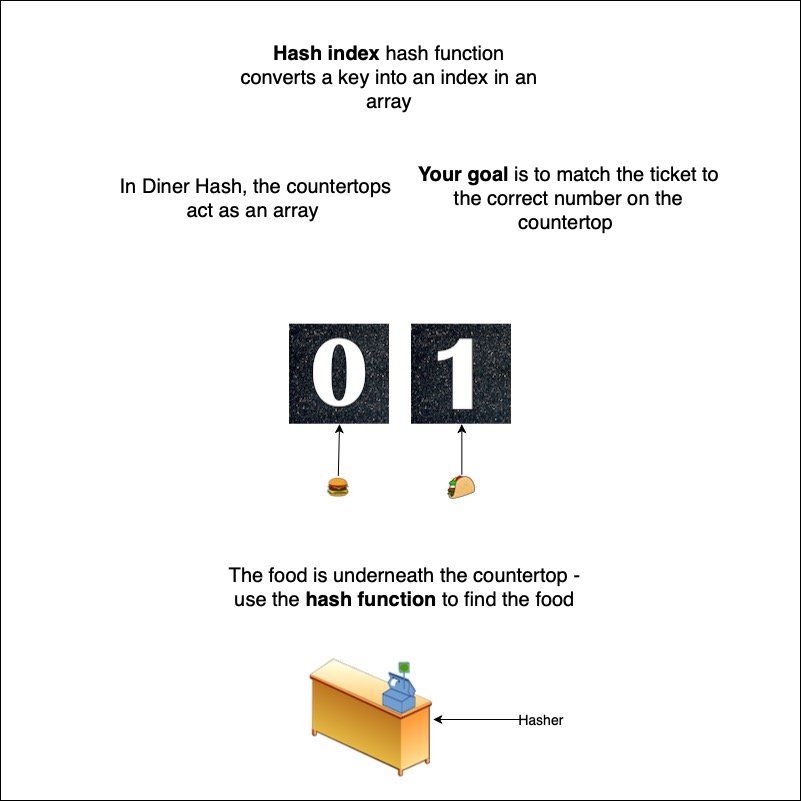 Hash index hash function
converts a key into an index in an
array
In Diner Hash, the countertops
act as an array
Your goal is to match the ticket to
the correct number on the
countertop
0
1
The food is underneath the countertop -
use the hash function to find the food
Hasher